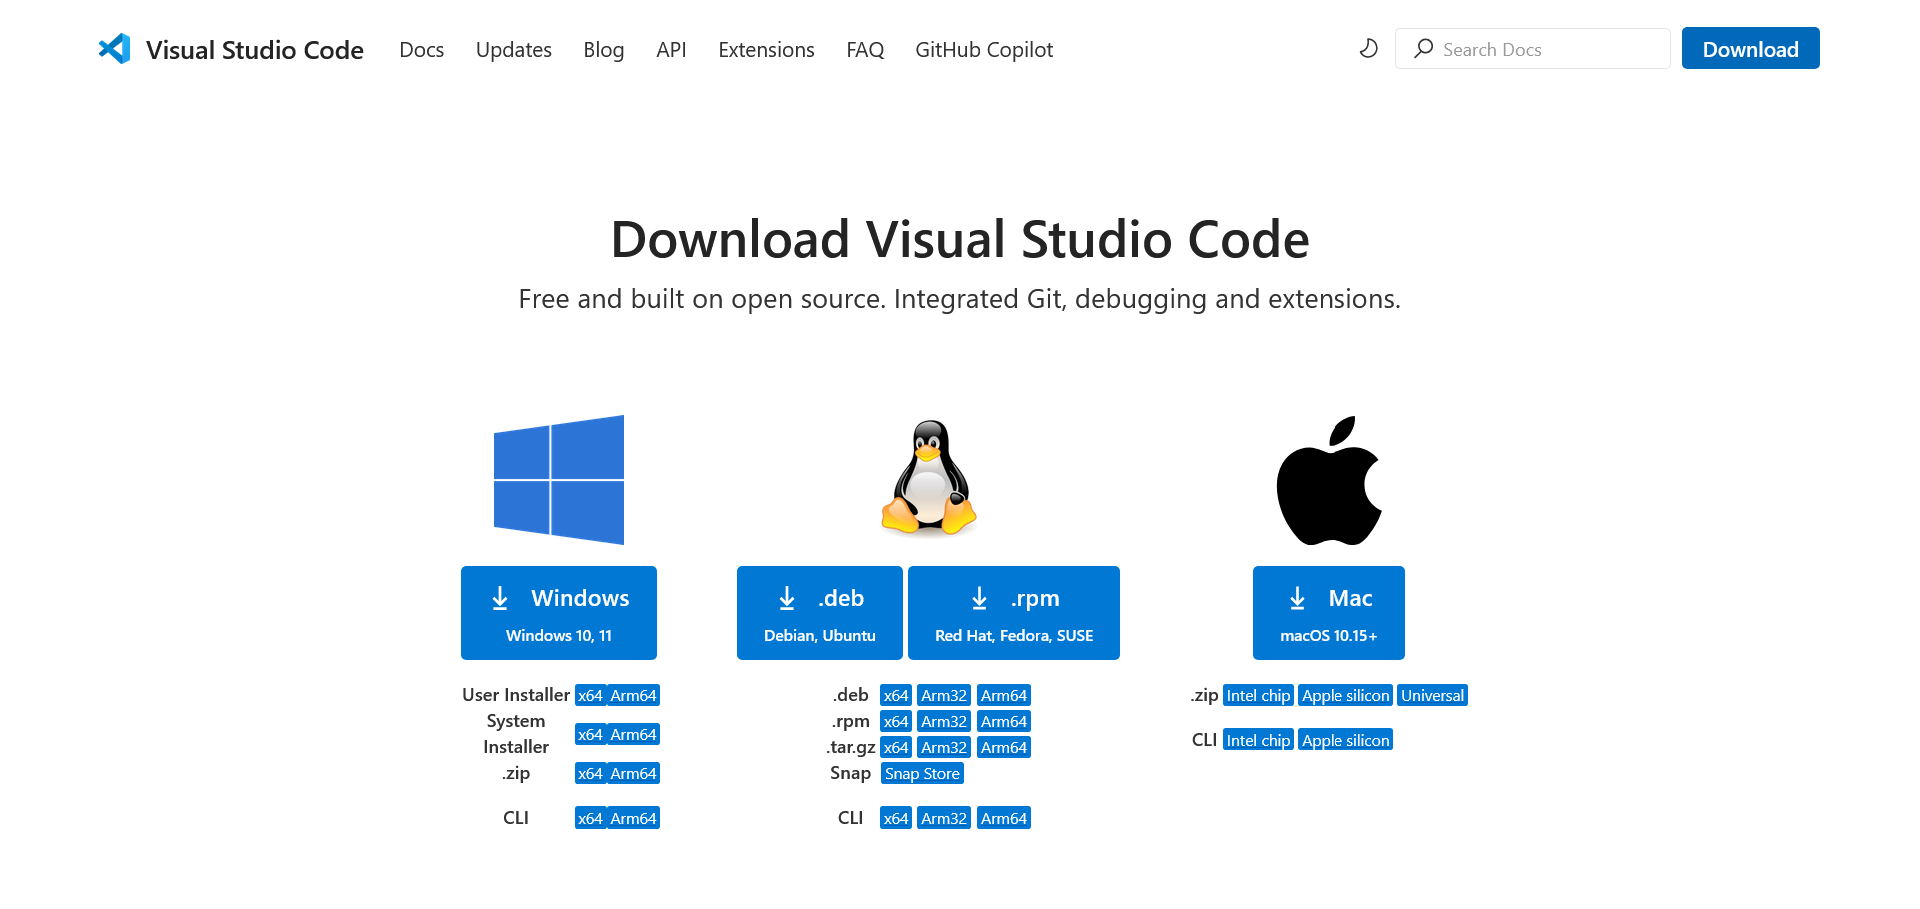 Visual Studio Code Docs Updates Blog API Extensions FAQ GitHub Copilot Search Docs Download
Download Visual Studio Code
Free and built on open source. Integrated Git, debugging and extensions.
Windows
Windows 10, 11
User Installer x64 Arm64
System
Installer x64 Arm64
.zip x64 Arm64
CLI x64 Arm64
.deb
Debian, Ubuntu
.rpm
Red Hat, Fedora, SUSE
.deb x64 Arm32 Arm64
.rpm x64 Arm32 Arm64
.tar.gz x64 Arm32 Arm64
Snap Snap Store
CLI x64 Arm32 Arm64
Mac
macOS 10.15+
.zip Intel chip Apple silicon Universal
CLI Intel chip Apple silicon